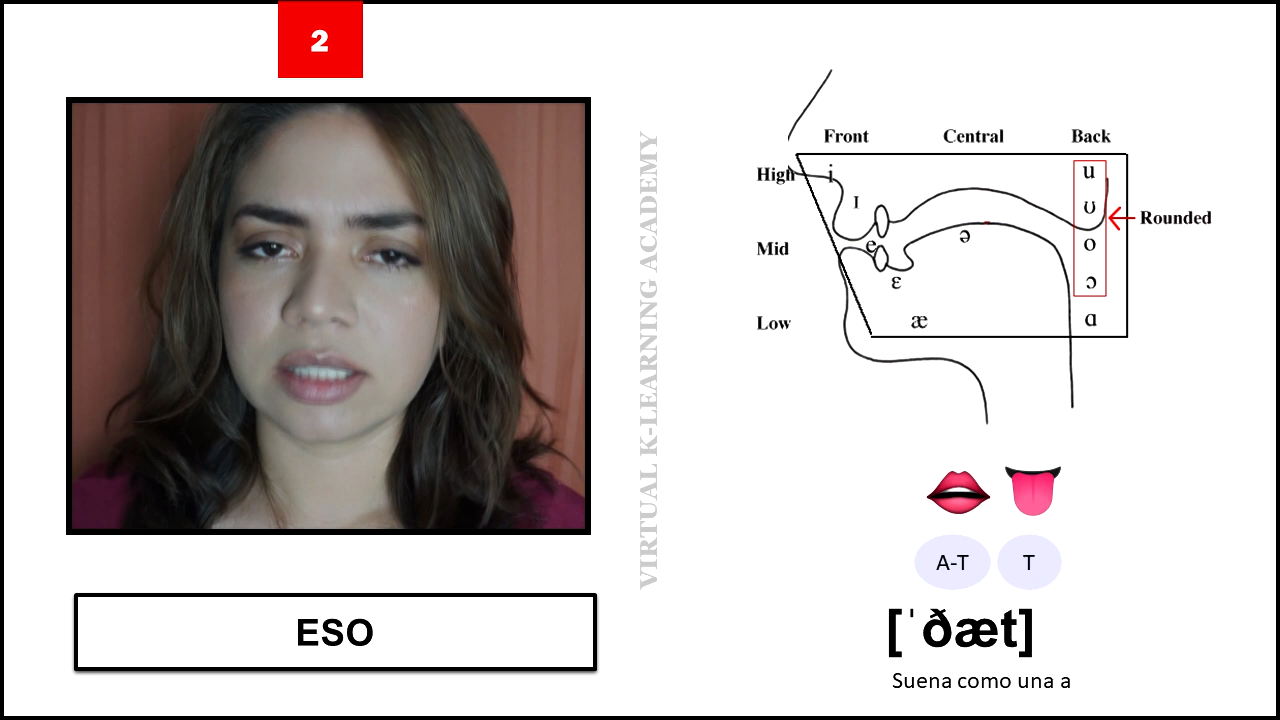 2
VIRTUAL K-LEARNING ACADEMY
Front Central Back
High i u
ɪ ʊ
Rounded
Mid e ə o
ɛ ɔ
Low æ ɑ
A-T T
ESO
[ˈðæt]
Suena como una a